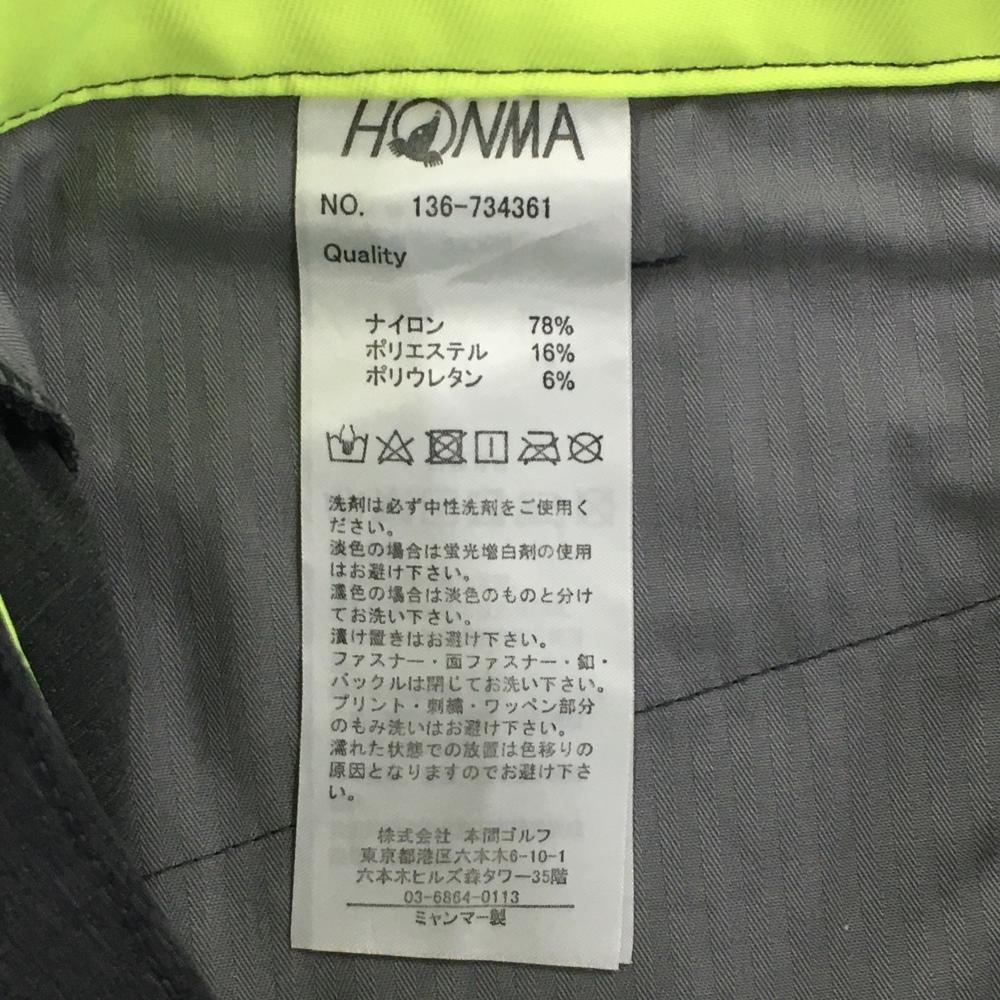 HONMA
NO. 136-734361
Quality
ナイロン 78%
ポリエステル 16%
ポリウレタン 6%
洗剤は必ず中性洗剤をご使用く
ださい。
淡色の場合は蛍光増白剤の使用
はお避け下さい。
濃色の場合は淡色のものと分け
てお洗い下さい。
漬け置きはお避け下さい。
ファスナー・面ファスナー・釦・
バックルは閉じてお洗い下さい。
プリント・刺繍・ワッペン部分
のもみ洗いはお避け下さい。
濡れた状態での放置は色移りの
原因となりますのでお避け下さ
い。
株式会社 本間ゴルフ
東京都港区六本木6-10-1
六本木ヒルズ森タワー35階
03-6864-0113
ミャンマー製